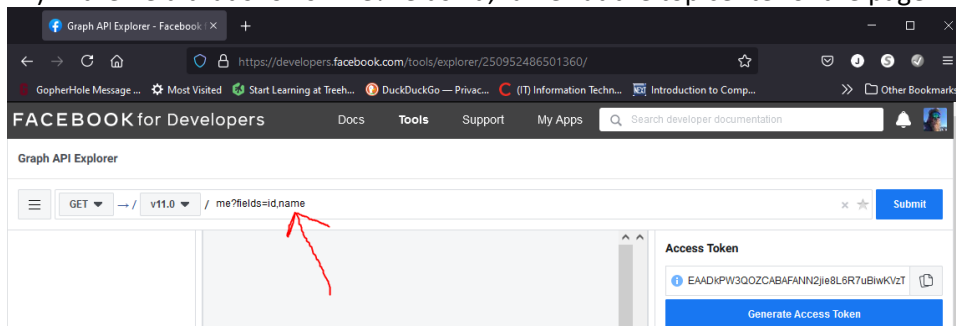 Graph API Explorer - Facebook
https://developers.facebook.com/tools/explorer/250952486501360/
GopherHole Message ... Most Visited Start Learning at Treeh... DuckDuckGo — Privac... (IT) Information Techn... Introduction to Comp... Other Bookmarks
FACEBOOK for Developers Docs Tools Support My Apps Search developer documentation
Graph API Explorer
GET → / v11.0 / me?fields=id,name Submit
Access Token
Generate Access Token